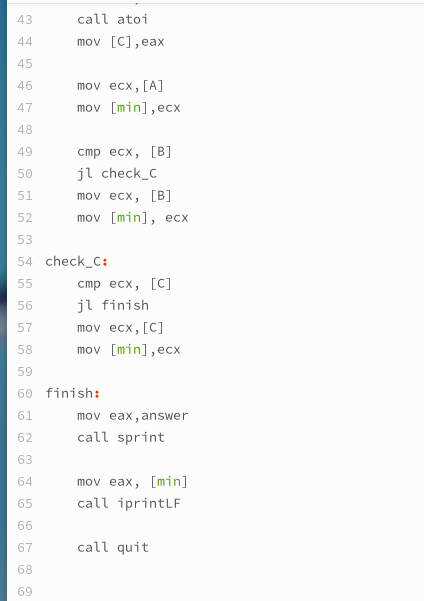 43 call atoi
44 mov [C],eax
45
46 mov ecx,[A]
47 mov [min],ecx
48
49 cmp ecx, [B]
50 jl check_C
51 mov ecx, [B]
52 mov [min], ecx
53
54 check_C:
55 cmp ecx, [C]
56 jl finish
57 mov ecx,[C]
58 mov [min],ecx
59
60 finish:
61 mov eax,answer
62 call sprint
63
64 mov eax, [min]
65 call iprintLF
66
67 call quit
68
69